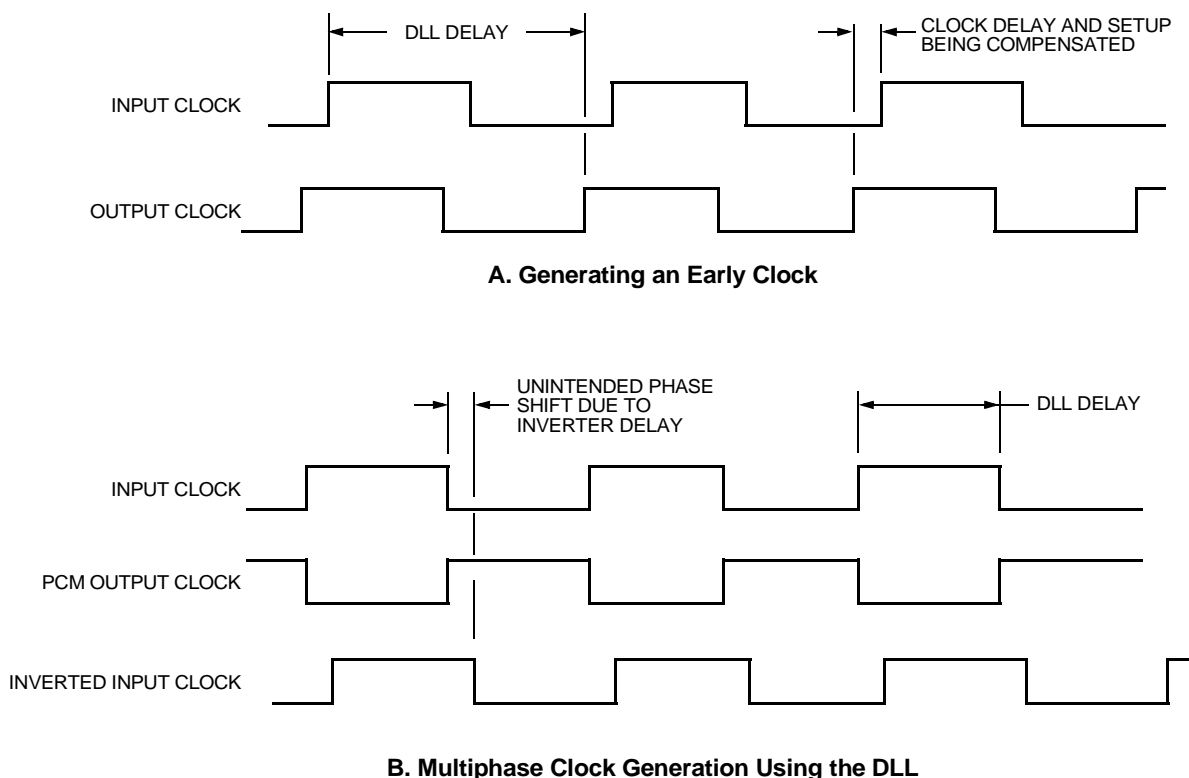 DLL DELAY
CLOCK DELAY AND SETUP
BEING COMPENSATED
INPUT CLOCK
OUTPUT CLOCK
A. Generating an Early Clock
UNINTENDED PHASE
SHIFT DUE TO
INVERTER DELAY
DLL DELAY
INPUT CLOCK
PCM OUTPUT CLOCK
INVERTED INPUT CLOCK
B. Multiphase Clock Generation Using the DLL